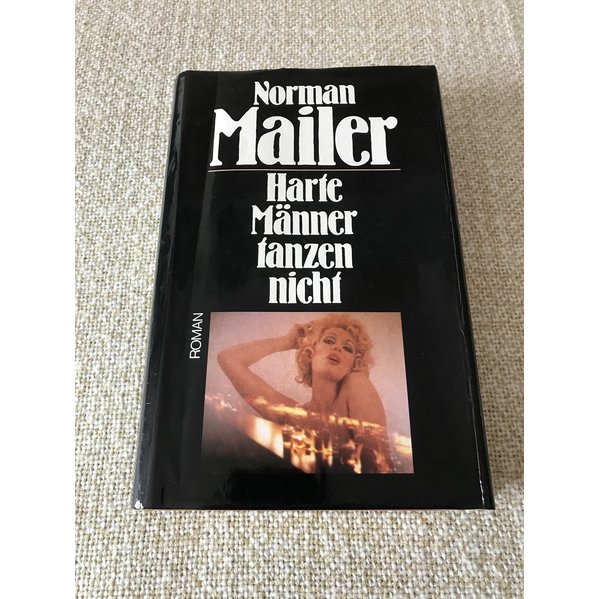 Norman
Mailer
Harte
Männer
tanzen
nicht
ROMAN